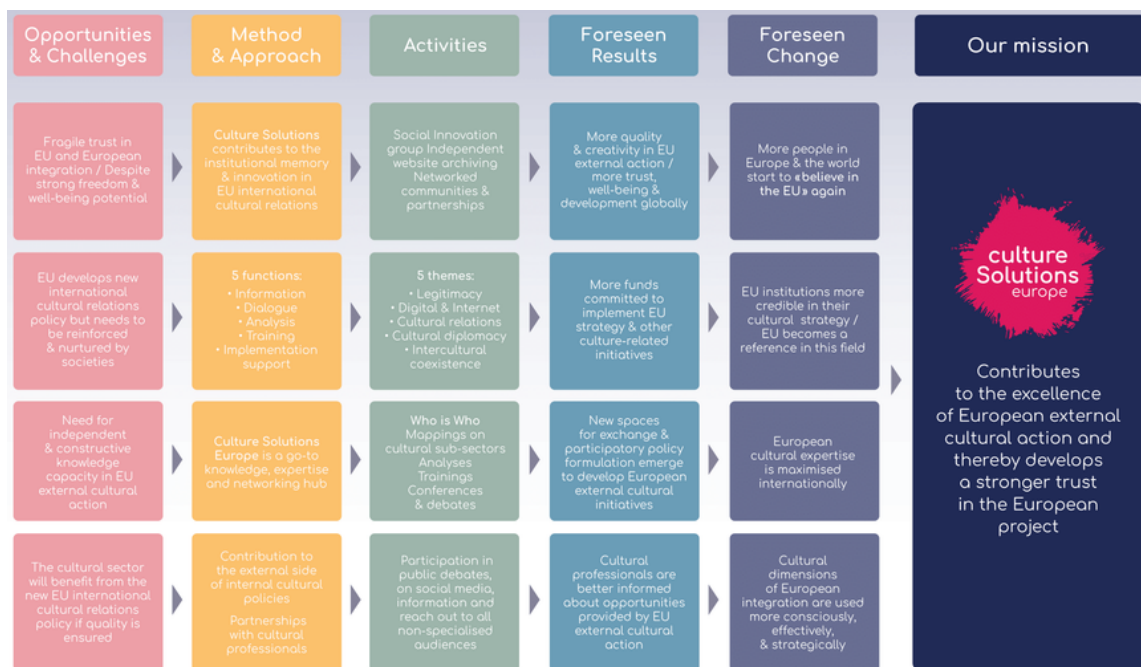 Opportunities
& Challenges
Method
& Approach
Activities
Foreseen
Results
Foreseen
Change
Our mission
Fragile trust in
EU and European
integration / Despite
strong freedom &
well-being potential
Culture Solutions
contributes to the
institutional memory
& innovation in
EU international
cultural relations
Social Innovation
group Independent
website archiving
Networked
communities &
partnerships
More quality
& creativity in EU
external action /
more trust,
well-being &
development globally
More people in
Europe & the world
start to «believe in
the EU» again
EU develops new
international
cultural relations
policy but needs to
be reinforced
& nurtured by
societies
5 functions:
• Information
• Dialogue
• Analysis
• Training
• Implementation
support
5 themes:
• Legitimacy
• Digital & Internet
• Cultural relations
• Cultural diplomacy
• Intercultural
coexistence
More funds
committed to
implement EU
strategy & other
culture-related
initiatives
EU institutions more
credible in their
cultural strategy /
EU becomes a
reference in this field
Need for
independent
& constructive
knowledge
capacity in EU
external cultural
action
Culture Solutions
Europe is a go-to
knowledge, expertise
and networking hub
Who is Who
Mappings on
cultural sub-sectors
Analyses
Trainings
Conferences
& debates
New spaces
for exchange &
participatory policy
formulation emerge
to develop European
external cultural
initiatives
European
cultural expertise
is maximised
internationally
The cultural sector
will benefit from the
new EU international
cultural relations
policy if quality is
ensured
Contribution to
the external side
of internal cultural
policies
Partnerships
with cultural
professionals
Participation in
public debates,
on social media,
information and
reach out to all
non-specialised
audiences
Cultural
professionals are
better informed
about opportunities
provided by EU
external cultural
action
Cultural
dimensions
of European
integration are used
more consciously,
effectively,
& strategically
culture
Solutions
europe
Contributes
to the excellence
of European external
cultural action and
thereby develops
a stronger trust
in the European
project